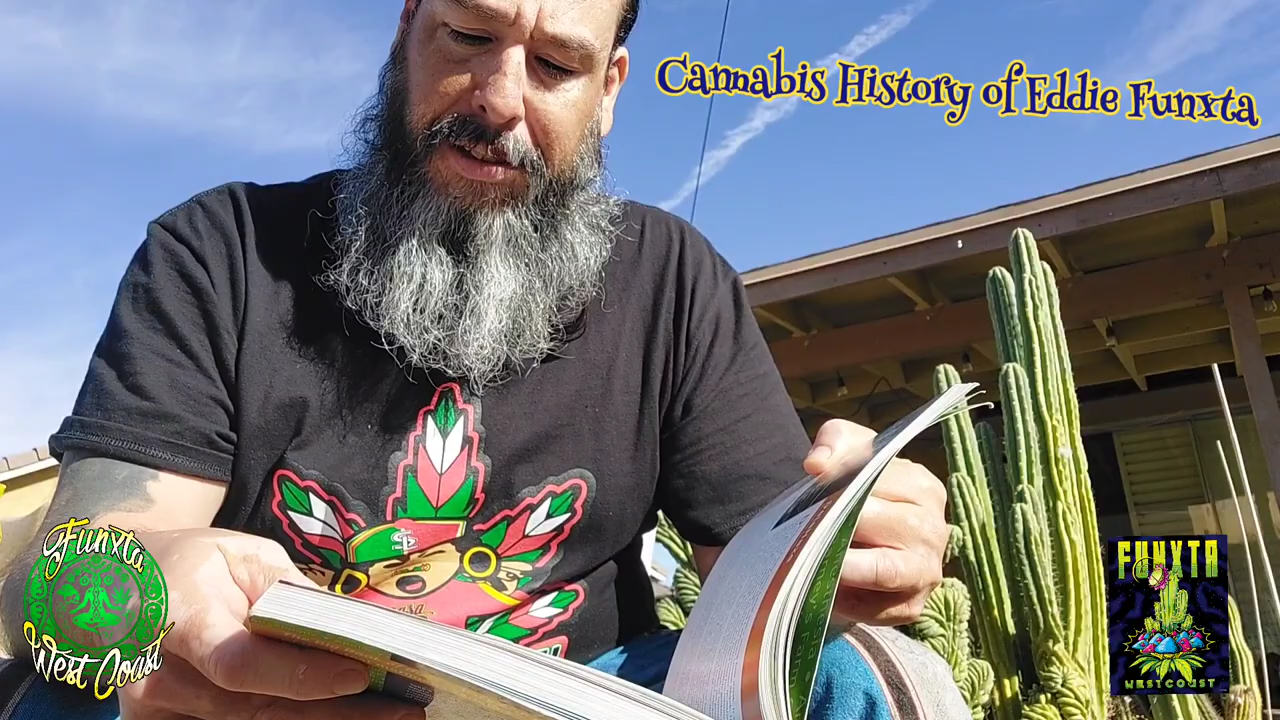 Cannabis History of Eddie Funxta
Funxta
West Coast
FUNXTA
WESTCOAST